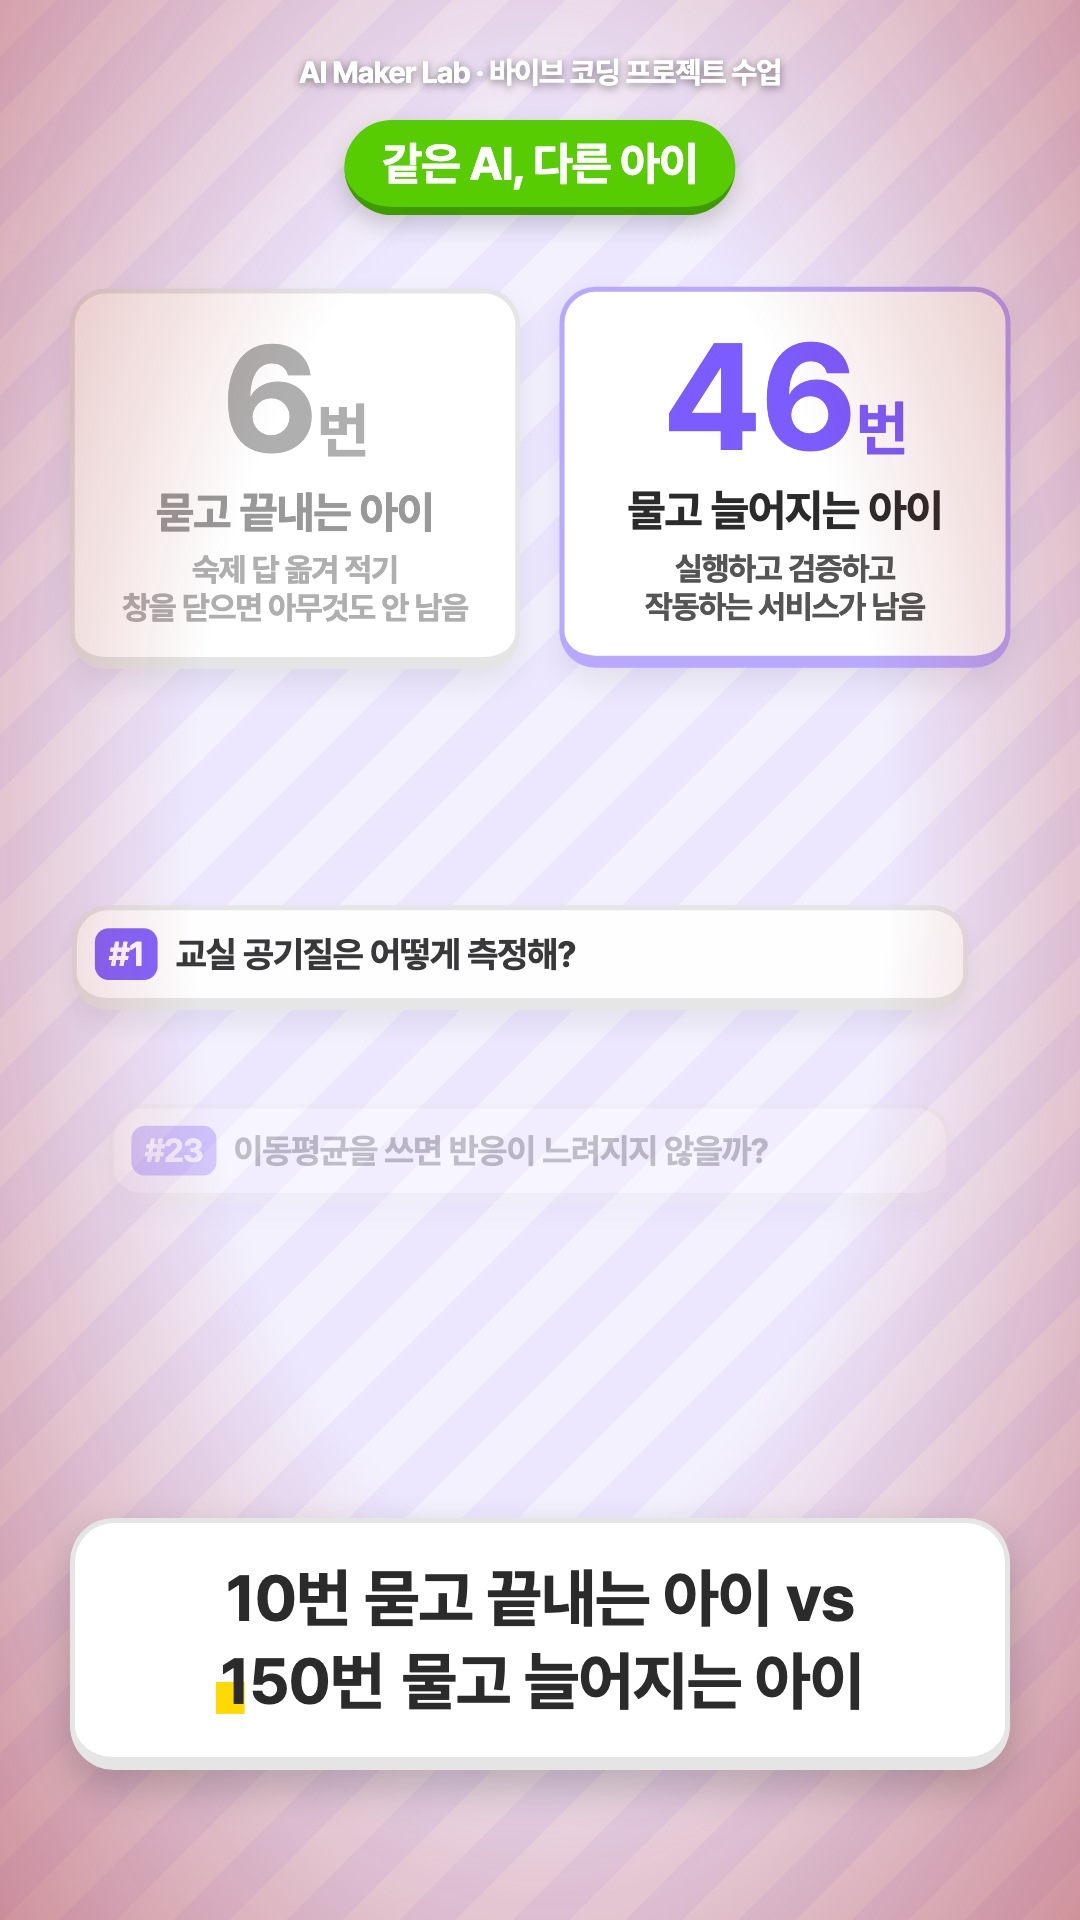 AI Maker Lab · 바이브 코딩 프로젝트 수업
같은 AI, 다른 아이
6번
묻고 끝내는 아이
숙제 답 옮겨 적기
창을 닫으면 아무것도 안 남음
46번
물고 늘어지는 아이
실행하고 검증하고
작동하는 서비스가 남음
#1 교실 공기질은 어떻게 측정해?
#23 이동평균을 쓰면 반응이 느려지지 않을까?
10번 묻고 끝내는 아이 vs
150번 물고 늘어지는 아이